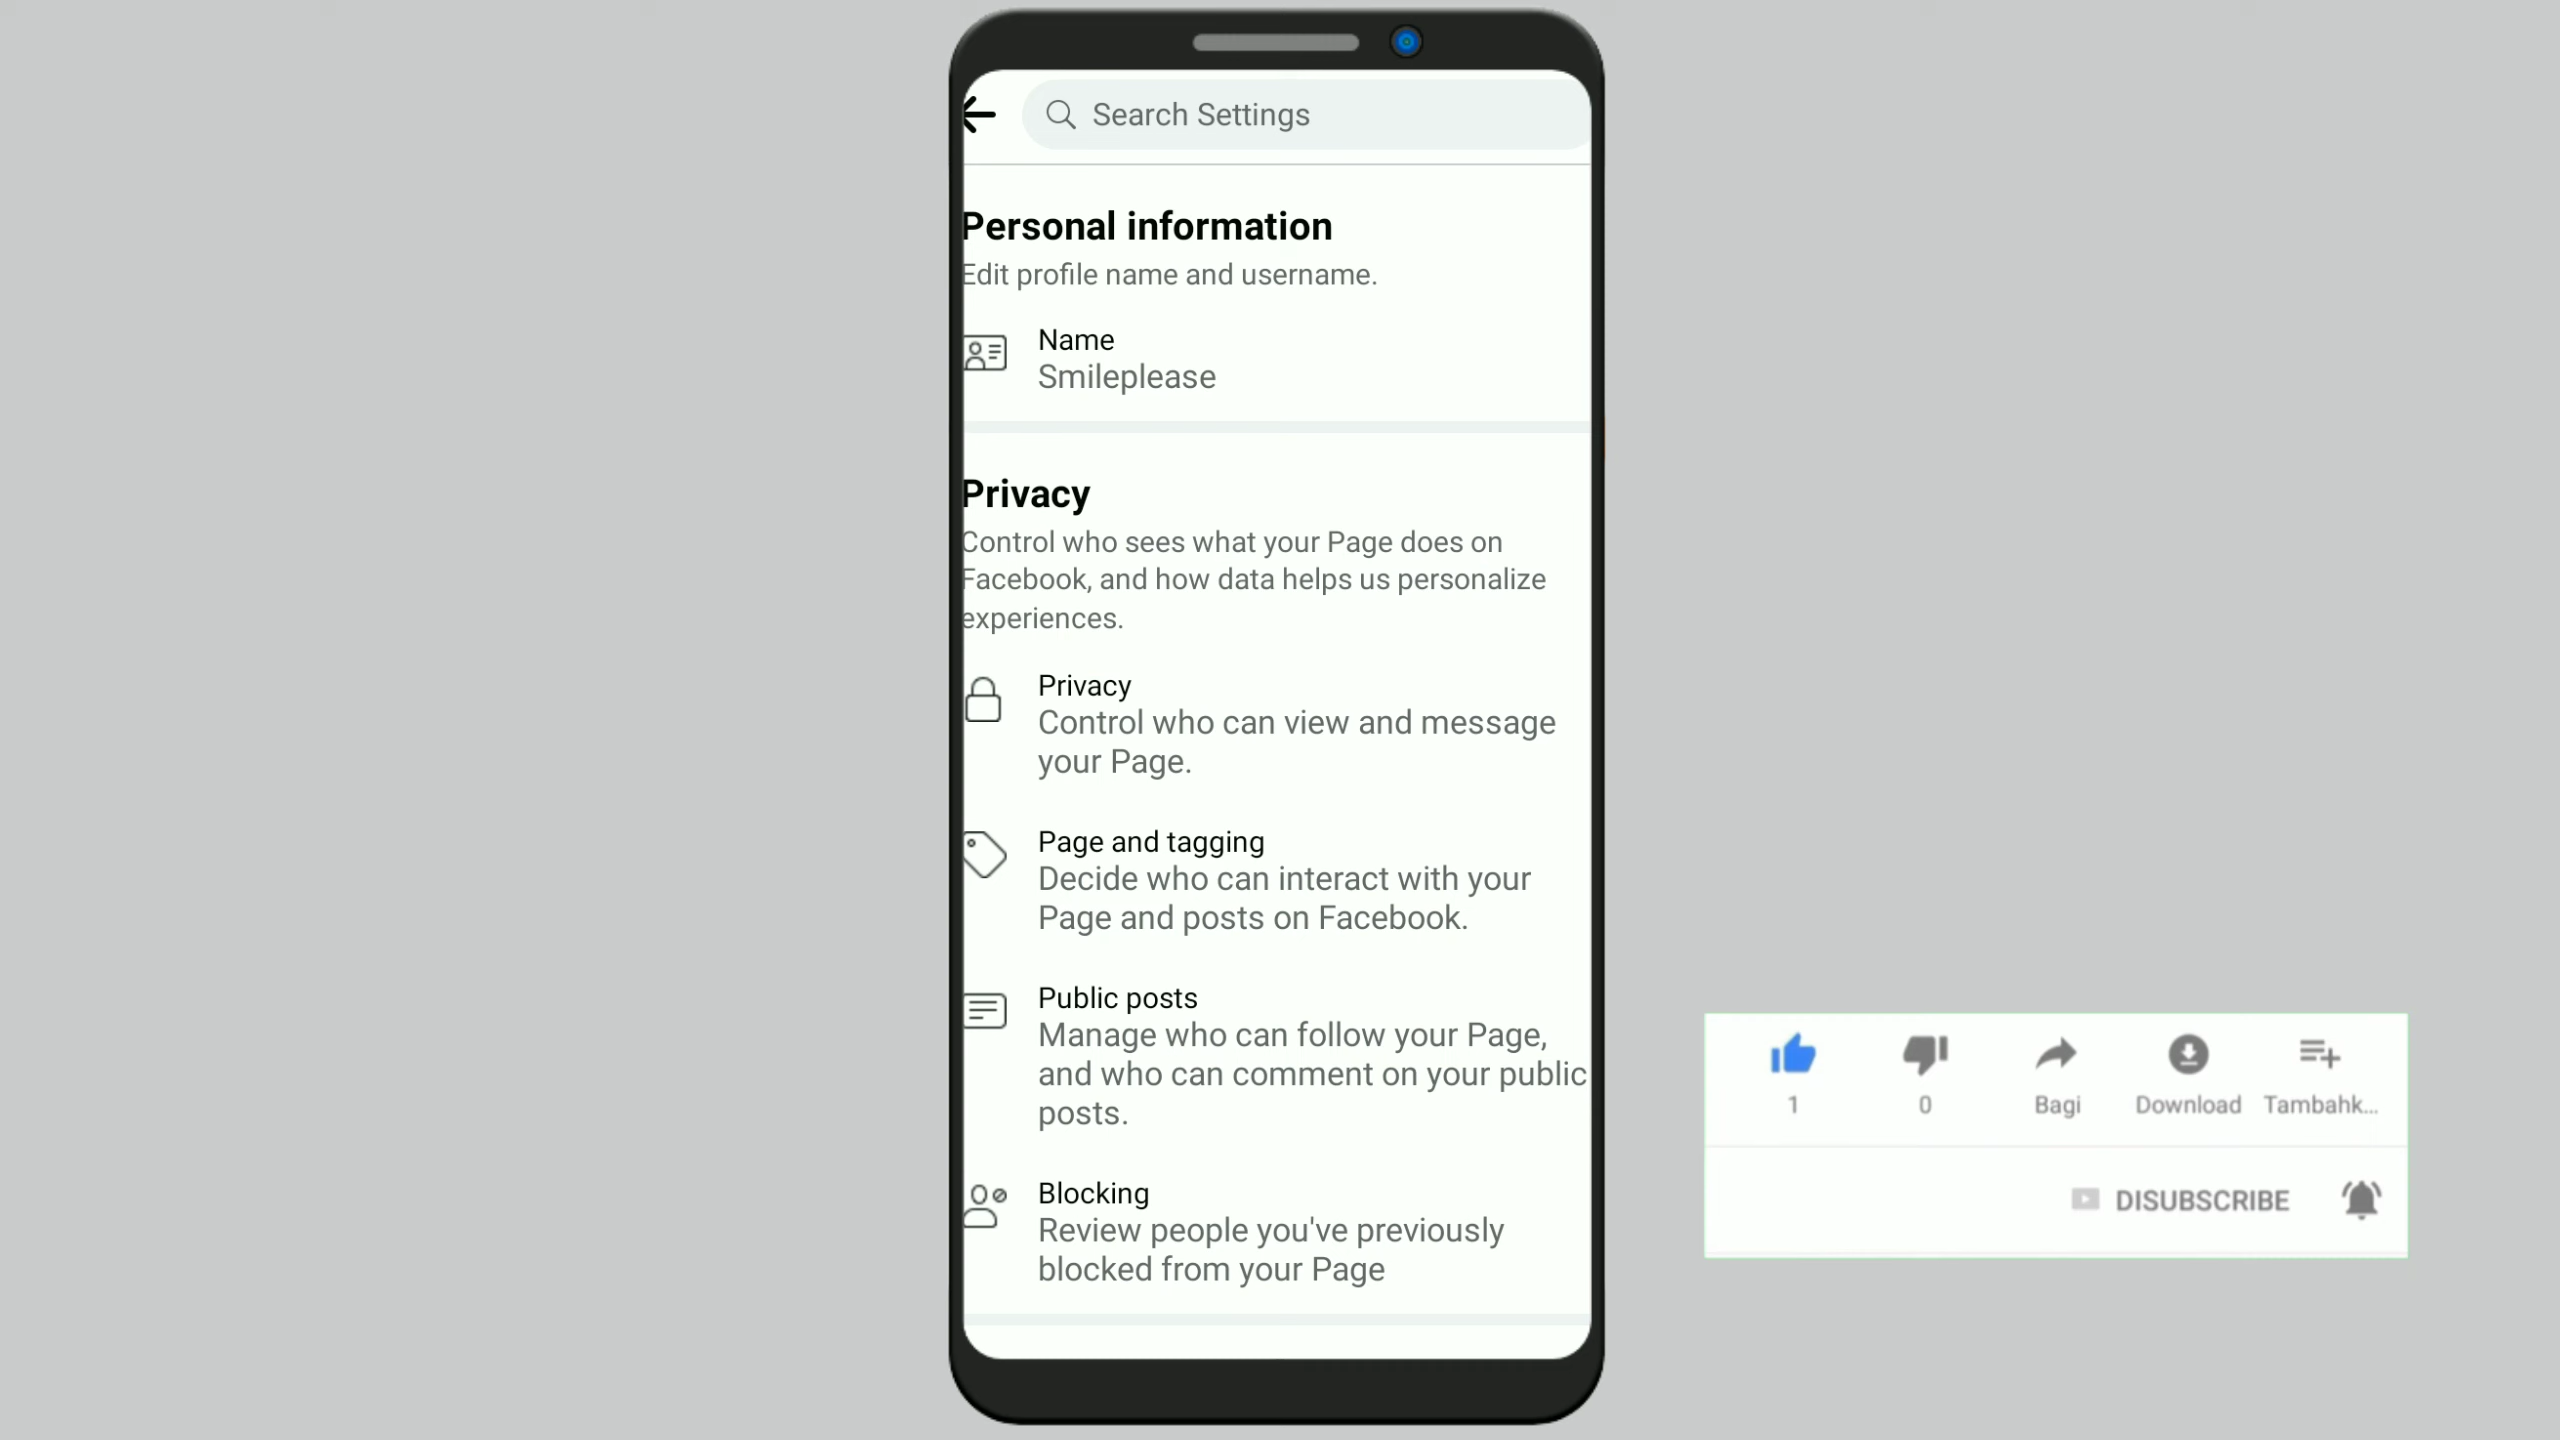 Search Settings
Personal information
Edit profile name and username.
Name
Smileplease
Privacy
Control who sees what your Page does on
Facebook, and how data helps us personalize
experiences.
Privacy
Control who can view and message
your Page.
Page and tagging
Decide who can interact with your
Page and posts on Facebook.
Public posts
Manage who can follow your Page,
and who can comment on your public
posts.
Blocking
Review people you've previously
blocked from your Page
1 0 Bagi Download Tambahk...
DISUBSCRIBE